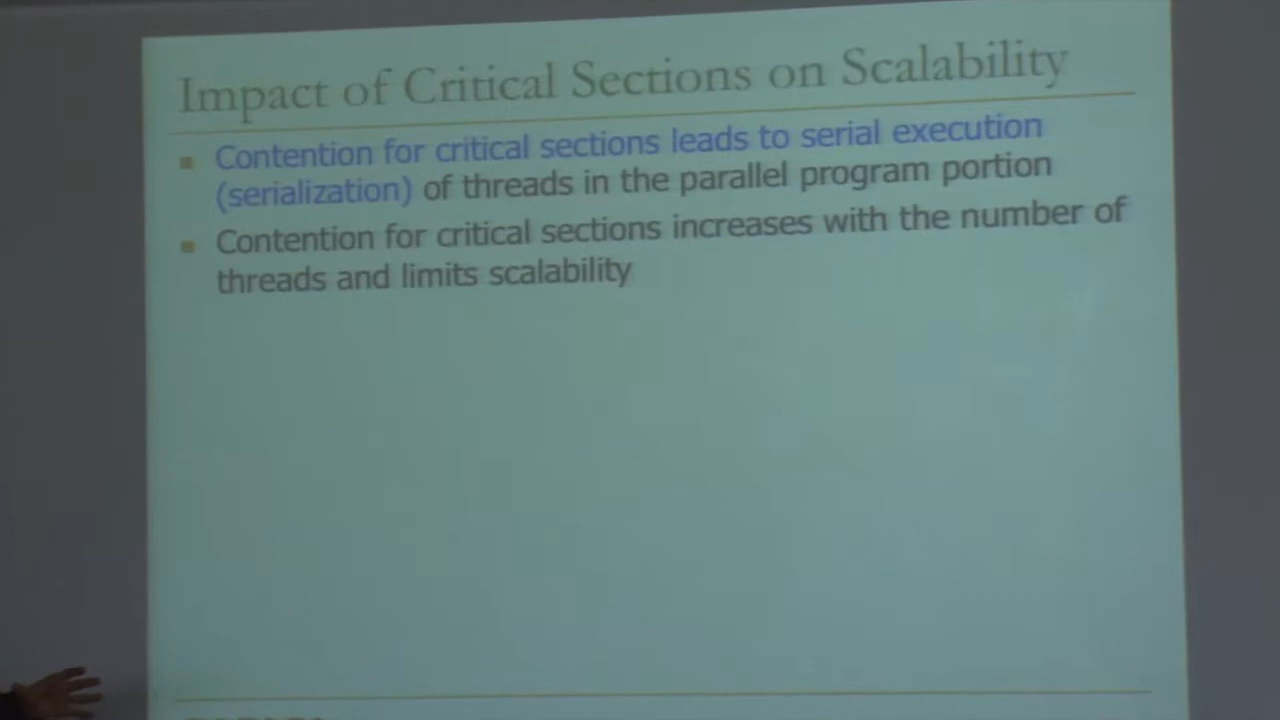 Impact of Critical Sections on Scalability
Contention for critical sections leads to serial execution
(serialization) of threads in the parallel program portion
Contention for critical sections increases with the number of
threads and limits scalability